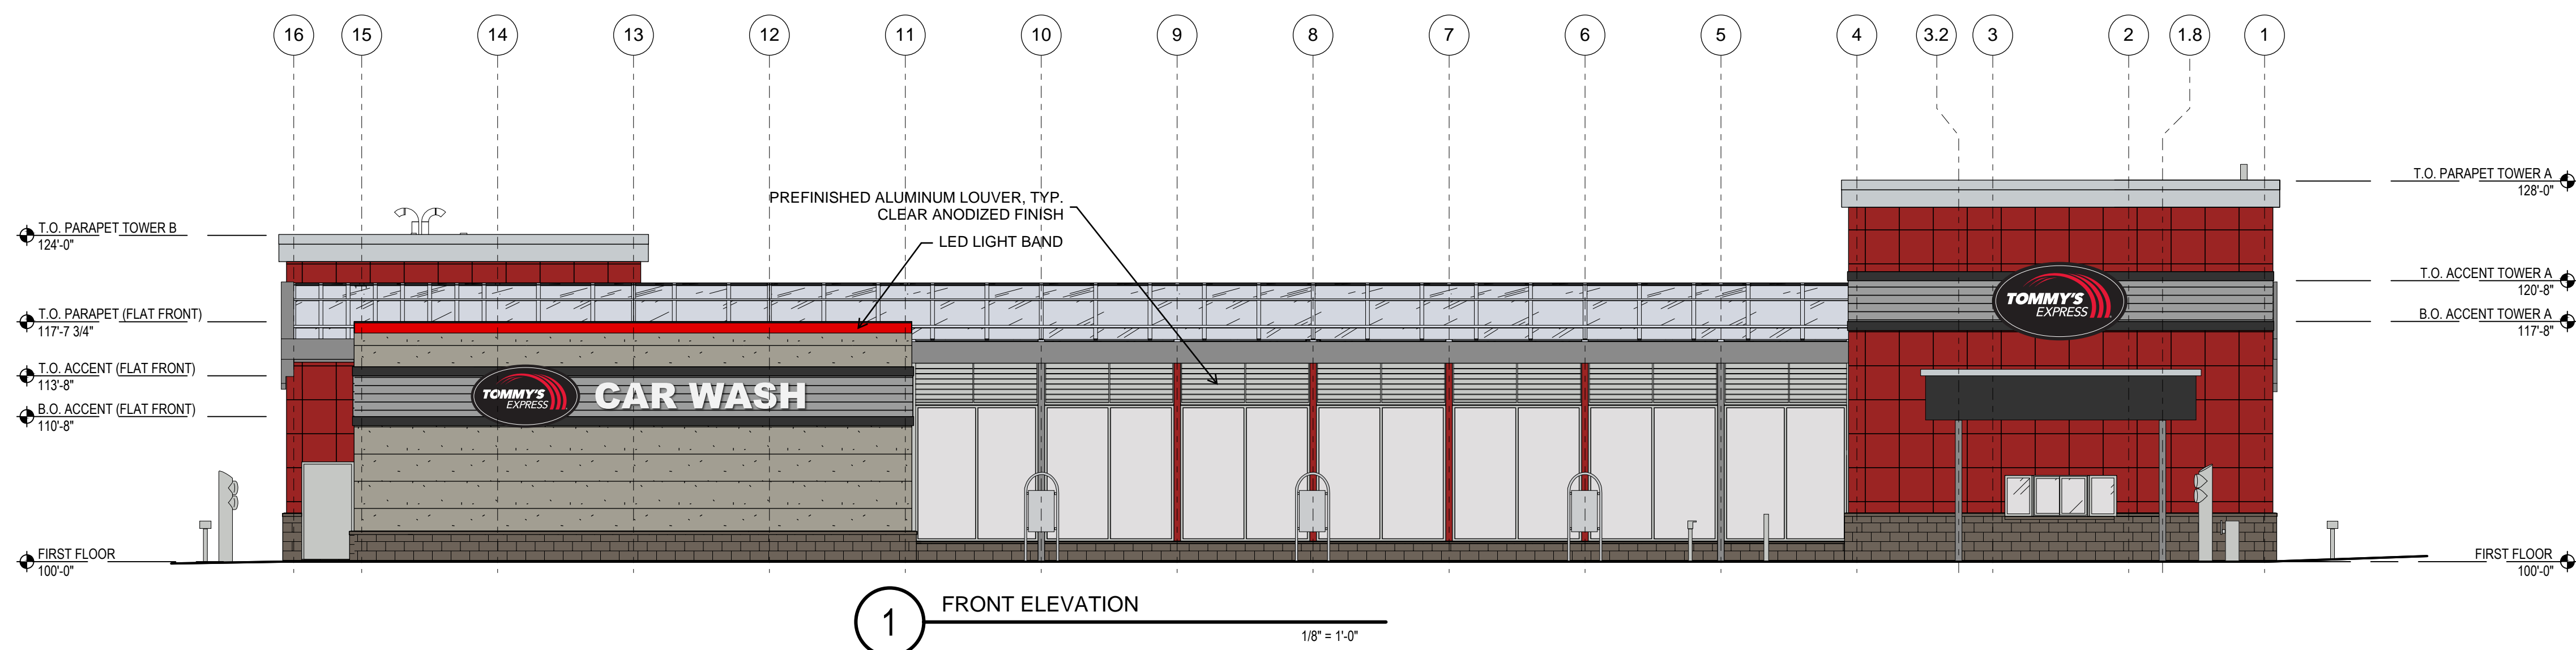 16 15 14 13 12 11 10 9 8 7 6 5 4 3.2 3 2 1.8 1
PREFINISHED ALUMINUM LOUVER, TYP.
CLEAR ANODIZED FINISH
LED LIGHT BAND
T.O. PARAPET TOWER B
124'-0"
T.O. PARAPET (FLAT FRONT)
117'-7 3/4"
T.O. ACCENT (FLAT FRONT)
113'-8"
B.O. ACCENT (FLAT FRONT)
110'-8"
FIRST FLOOR
100'-0"
TOMMY'S
EXPRESS
CAR WASH
TOMMY'S
EXPRESS
T.O. PARAPET TOWER A
128'-0"
T.O. ACCENT TOWER A
120'-8"
B.O. ACCENT TOWER A
117'-8"
FIRST FLOOR
100'-0"
1
FRONT ELEVATION
1/8" = 1'-0"